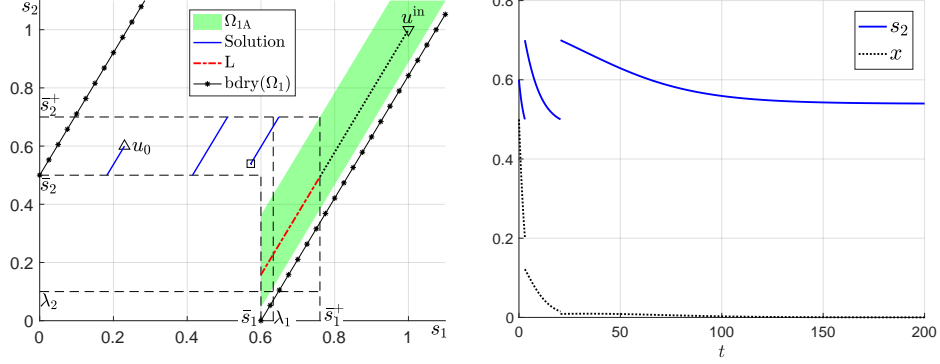 s₂
1
0.8
0.6
0.4
0.2
0
0 0.2 0.4 0.6 0.8 1
s₁
Ω₁A
Solution
L
bdry(Ω₁)
uⁱⁿ
s̄₂⁺
u₀
s̄₂
λ₂
s̄₁
λ₁
s̄₁⁺
0.8
0.6
0.4
0.2
0
0 50 100 150 200
t
s₂
x